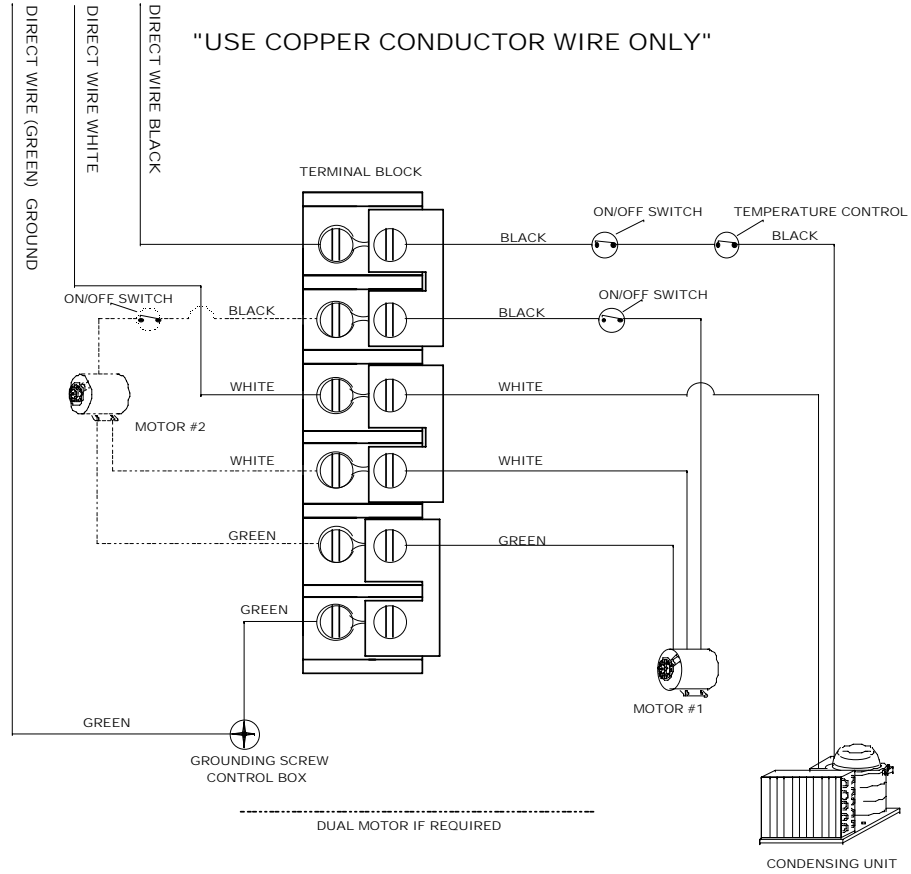 DIRECT WIRE (GREEN) GROUND
DIRECT WIRE WHITE
DIRECT WIRE BLACK
"USE COPPER CONDUCTOR WIRE ONLY"
TERMINAL BLOCK
ON/OFF SWITCH
TEMPERATURE CONTROL
BLACK
BLACK
ON/OFF SWITCH
BLACK
BLACK
ON/OFF SWITCH
WHITE
WHITE
MOTOR #2
WHITE
WHITE
GREEN
GREEN
GREEN
MOTOR #1
GREEN
GROUNDING SCREW
CONTROL BOX
DUAL MOTOR IF REQUIRED
CONDENSING UNIT